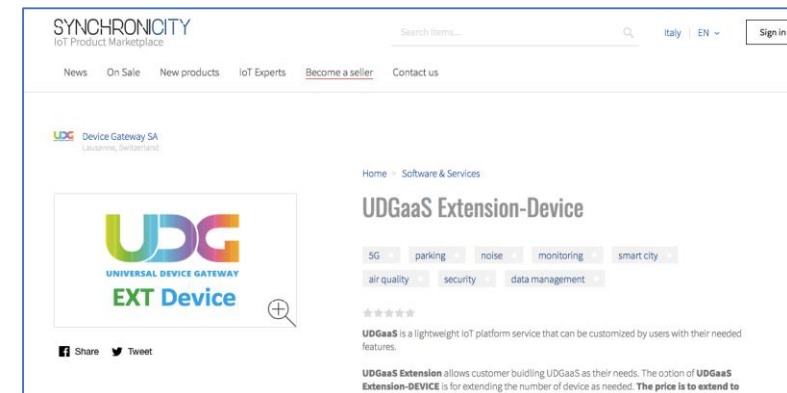 SYNCHRONICITY
IoT Product Marketplace
Search Items...
Italy | EN
Sign in
News On Sale New products IoT Experts Become a seller Contact us
UDG Device Gateway SA
Lausanne, Switzerland
Home > Software & Services
UDGaaS Extension-Device
5G parking noise monitoring smart city
air quality security data management
UDG
UNIVERSAL DEVICE GATEWAY
EXT Device
Share Tweet
UDGaaS is a lightweight IoT platform service that can be customized by users with their needed
features.
UDGaaS Extension allows customer buidling UDGaaS as their needs. The option of UDGaaS
Extension-DEVICE is for extending the number of device as needed. The price is to extend to